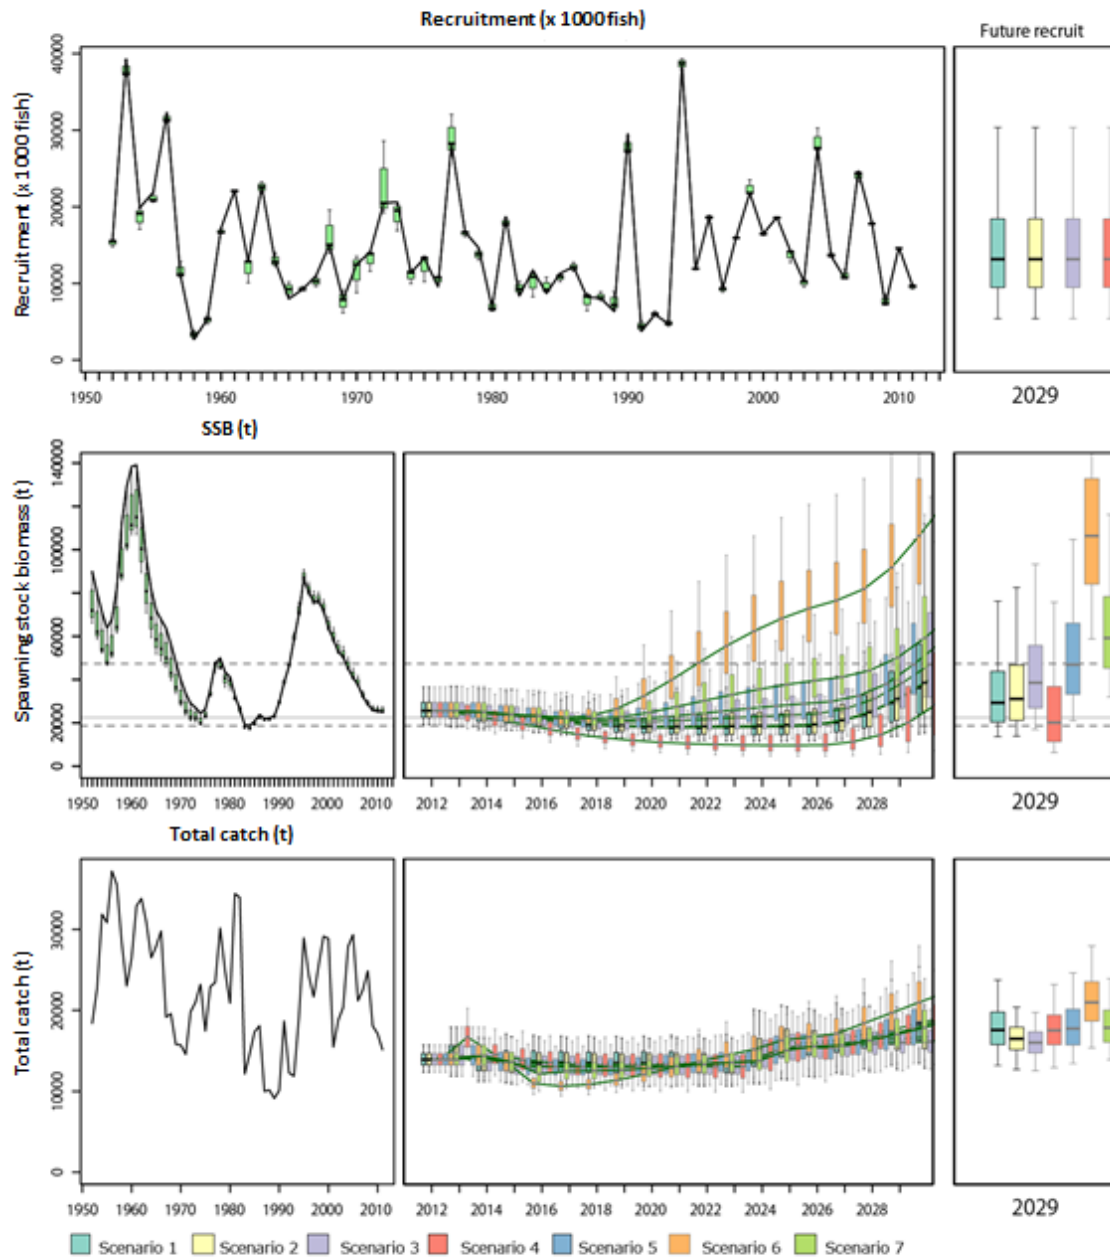 Recruitment (x 1000 fish)
Future recruit
Recruitment (x 1000 fish)
0 10000 20000 30000 40000
1950 1960 1970 1980 1990 2000 2010
2029
SSB (t)
Spawning stock biomass (t)
0 20000 60000 100000 140000
1950 1960 1970 1980 1990 2000 2010
2012 2014 2016 2018 2020 2022 2024 2026 2028
2029
Total catch (t)
Total catch (t)
0 10000 20000 30000
1950 1960 1970 1980 1990 2000 2010
2012 2014 2016 2018 2020 2022 2024 2026 2028
2029
Scenario 1 Scenario 2 Scenario 3 Scenario 4 Scenario 5 Scenario 6 Scenario 7